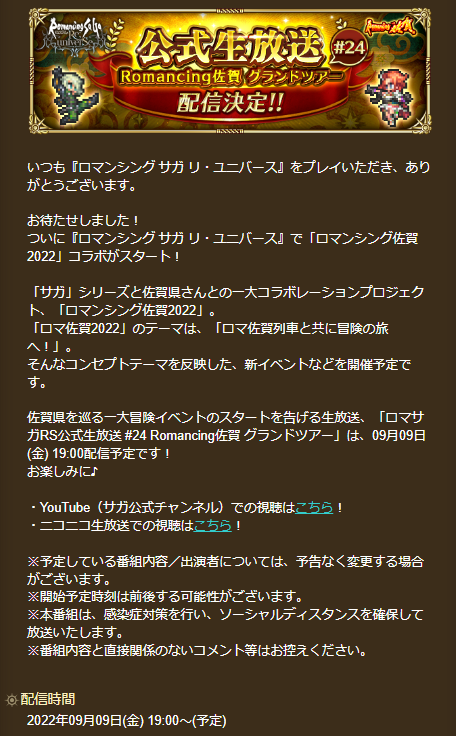 Romancing SaGa
Re;univerSe
公式生放送
#24
Romancing佐賀 グランドツアー
配信決定!!
いつも『ロマンシング サガ リ・ユニバース』をプレイいただき、あり
がとうございます。
お待たせしました！
ついに『ロマンシング サガ リ・ユニバース』で「ロマンシング佐賀
2022」コラボがスタート！
「サガ」シリーズと佐賀県さんとの一大コラボレーションプロジェク
ト、「ロマンシング佐賀2022」。
「ロマ佐賀2022」のテーマは、「ロマ佐賀列車と共に冒険の旅
へ！」。
そんなコンセプトテーマを反映した、新イベントなどを開催予定で
す。
佐賀県を巡る一大冒険イベントのスタートを告げる生放送、「ロマサ
ガRS公式生放送 #24 Romancing佐賀 グランドツアー」は、09月09日
(金) 19:00配信予定です！
お楽しみに♪
・YouTube（サガ公式チャンネル）での視聴はこちら！
・ニコニコ生放送での視聴はこちら！
※予定している番組内容／出演者については、予告なく変更する場合
がございます。
※開始予定時刻は前後する可能性がございます。
※本番組は、感染症対策を行い、ソーシャルディスタンスを確保して
放送いたします。
※番組内容と直接関係のないコメント等はお控えください。
配信時間
2022年09月09日(金) 19:00～(予定)